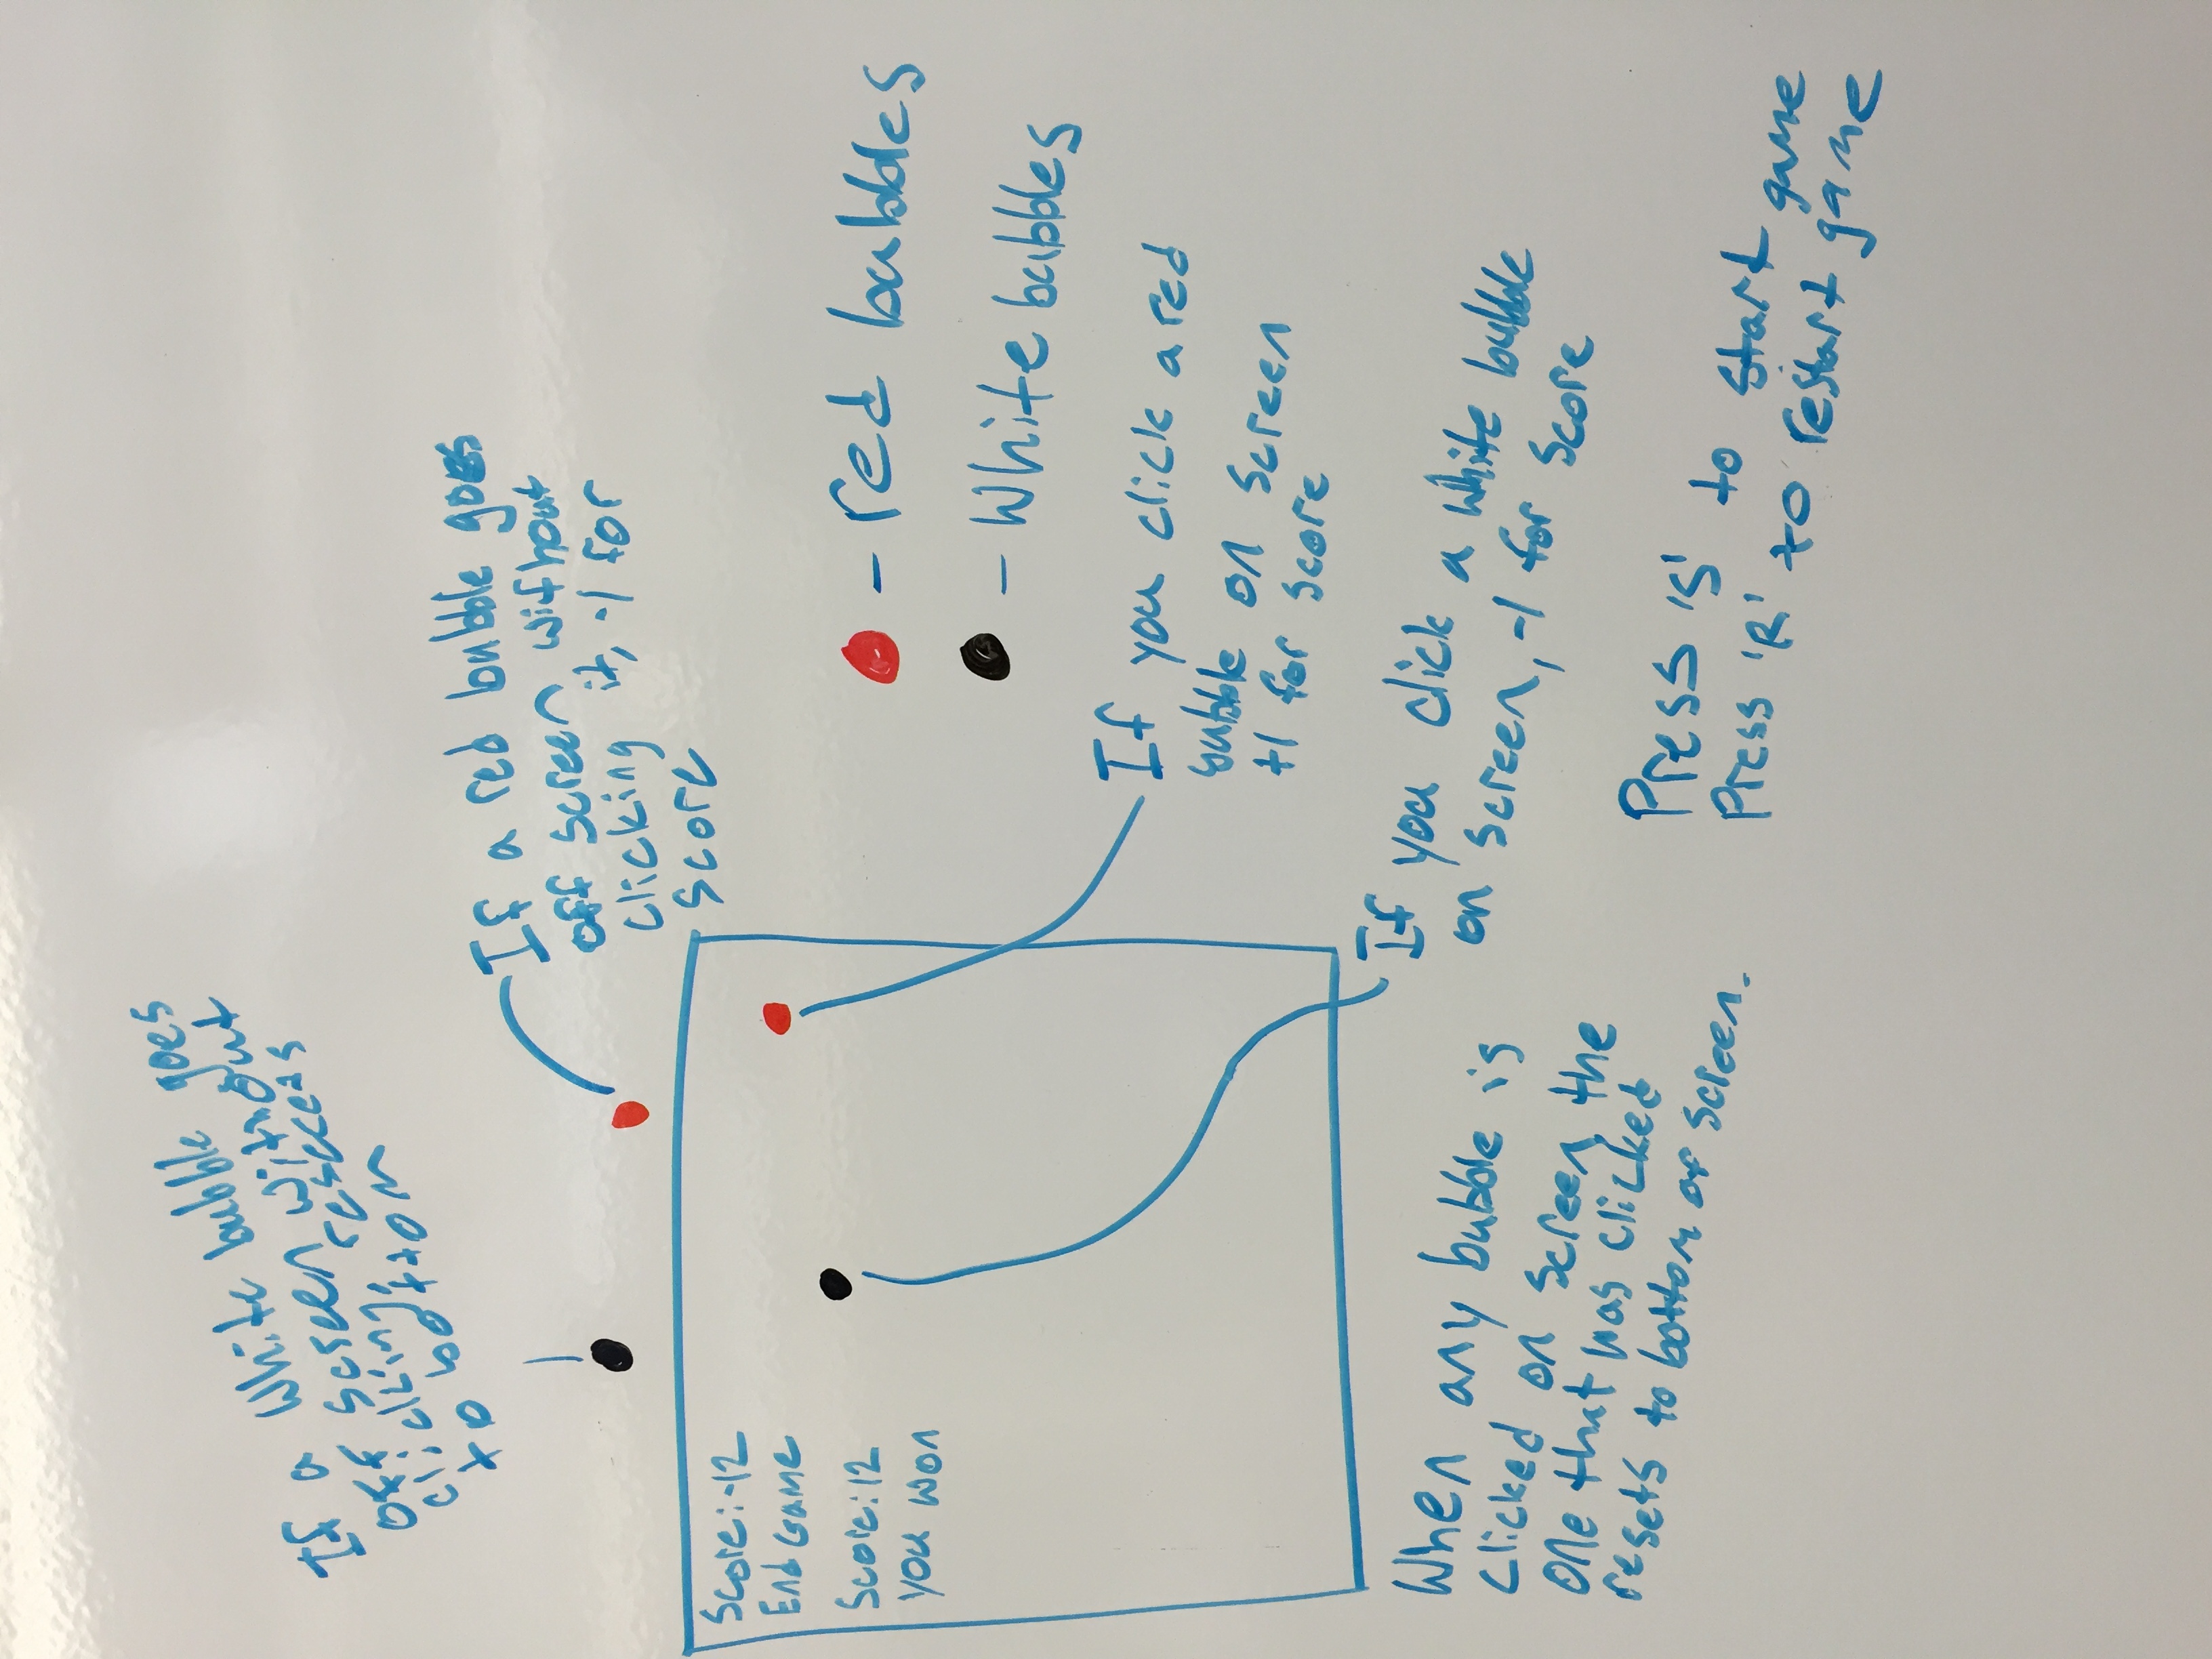 If a White bubble goes
off screen without
clicking,
to bottom
If a red bubble goes
off screen without
clicking it, -1 for
score
Score: -12
End Game
Score: 12
you won
- red bubbles
- White bubbles
If you click a red
bubble on screen
+1 for score
If you click a white bubble
on screen, -1 for score
When any bubble is
clicked on screen, the
one that was clicked
resets to bottom of screen.
Press 'S' to start game
Press 'R' to restart game